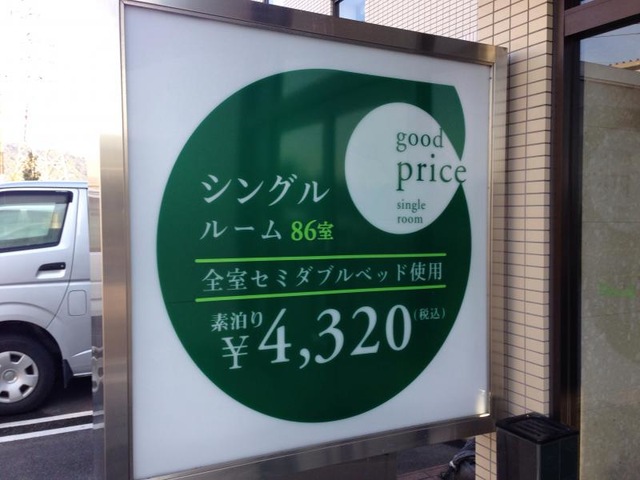 good
price
single
room
シングル
ルーム 86室
全室セミダブルベッド使用
素泊り
¥4,320(税込)